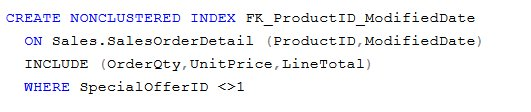 CREATE NONCLUSTERED INDEX FK_ProductID_ModifiedDate
ON Sales.SalesOrderDetail (ProductID,ModifiedDate)
INCLUDE (OrderQty,UnitPrice,LineTotal)
WHERE SpecialOfferID <>1